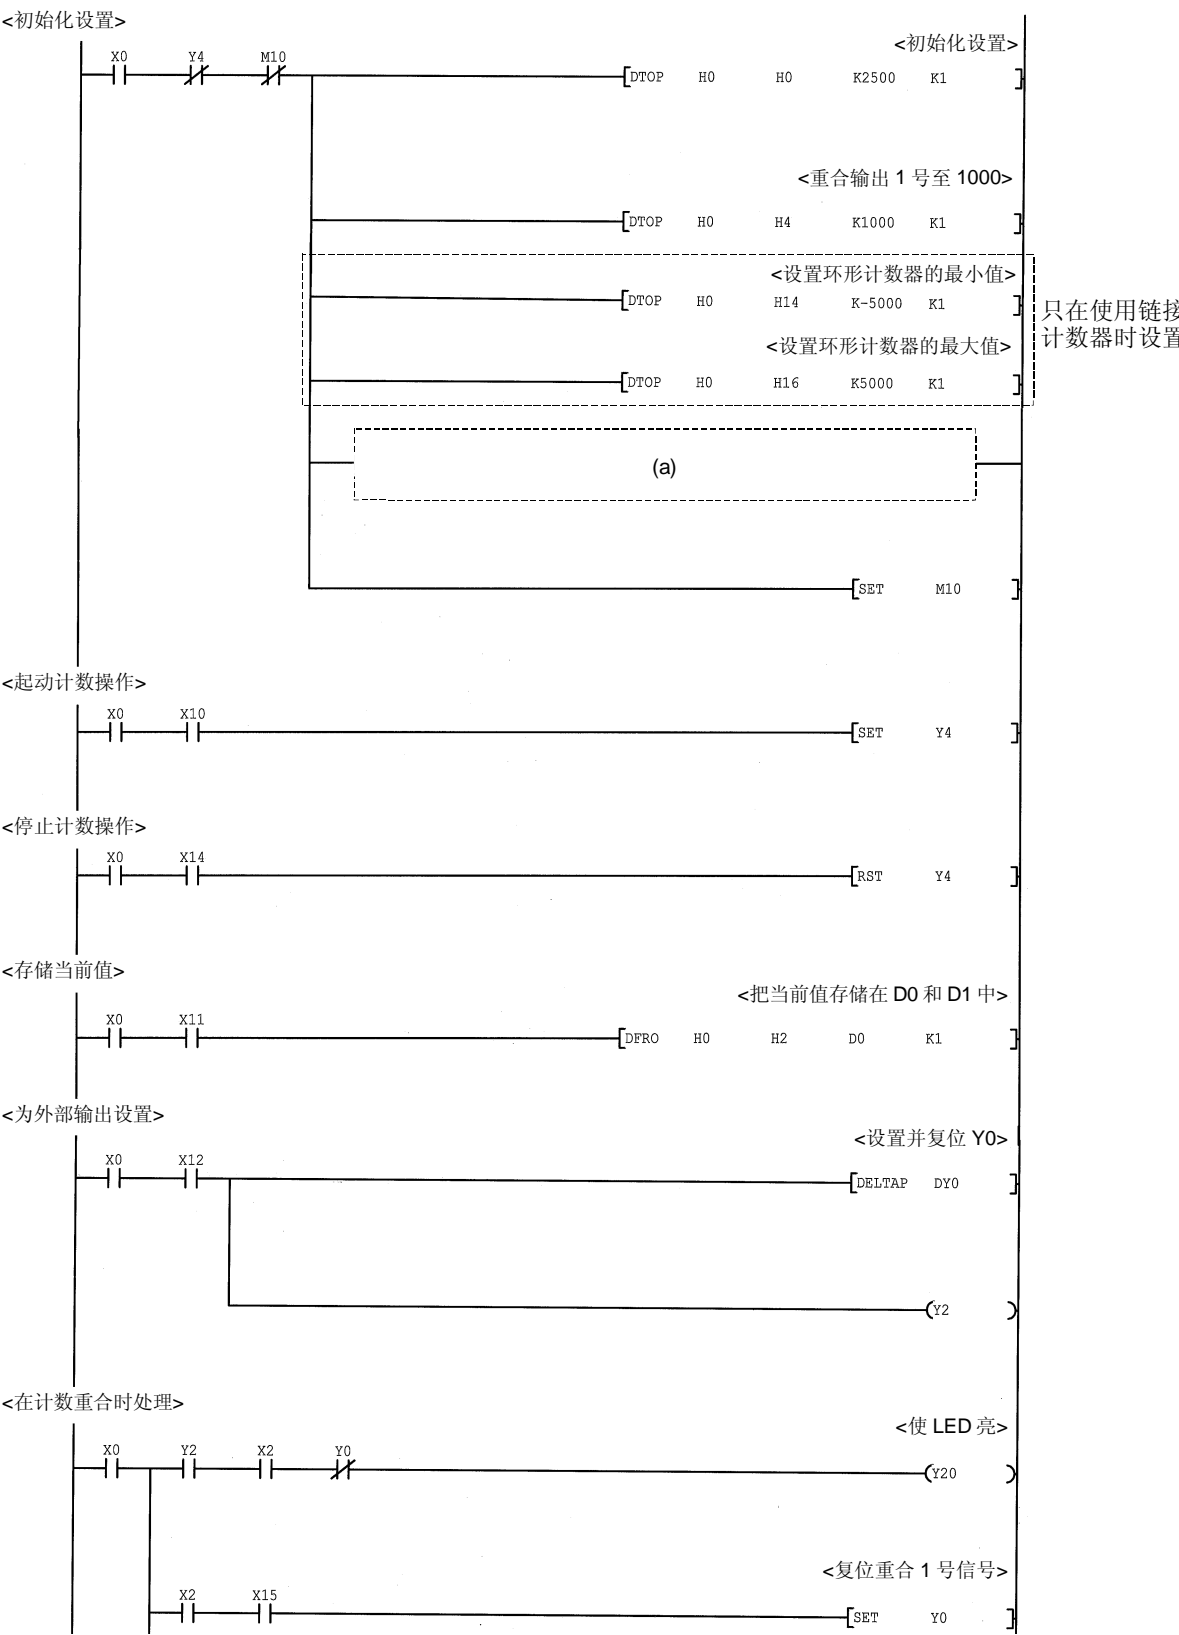 <初始化设置>
<初始化设置>
X0 Y4 M10
DTOP H0 H0 K2500 K1
<重合输出 1 号至 1000>
DTOP H0 H4 K1000 K1
<设置环形计数器的最小值>
DTOP H0 H14 K-5000 K1
只在使用链接
计数器时设置
<设置环形计数器的最大值>
DTOP H0 H16 K5000 K1
(a)
SET M10
<起动计数操作>
X0 X10
SET Y4
<停止计数操作>
X0 X14
RST Y4
<存储当前值>
<把当前值存储在 D0 和 D1 中>
X0 X11
DFRO H0 H2 D0 K1
<为外部输出设置>
<设置并复位 Y0>
X0 X12
DELTAP DY0
Y2
<在计数重合时处理>
<使 LED 亮>
X0 Y2 X2 Y0
Y20
<复位重合 1 号信号>
X2 X15
SET Y0